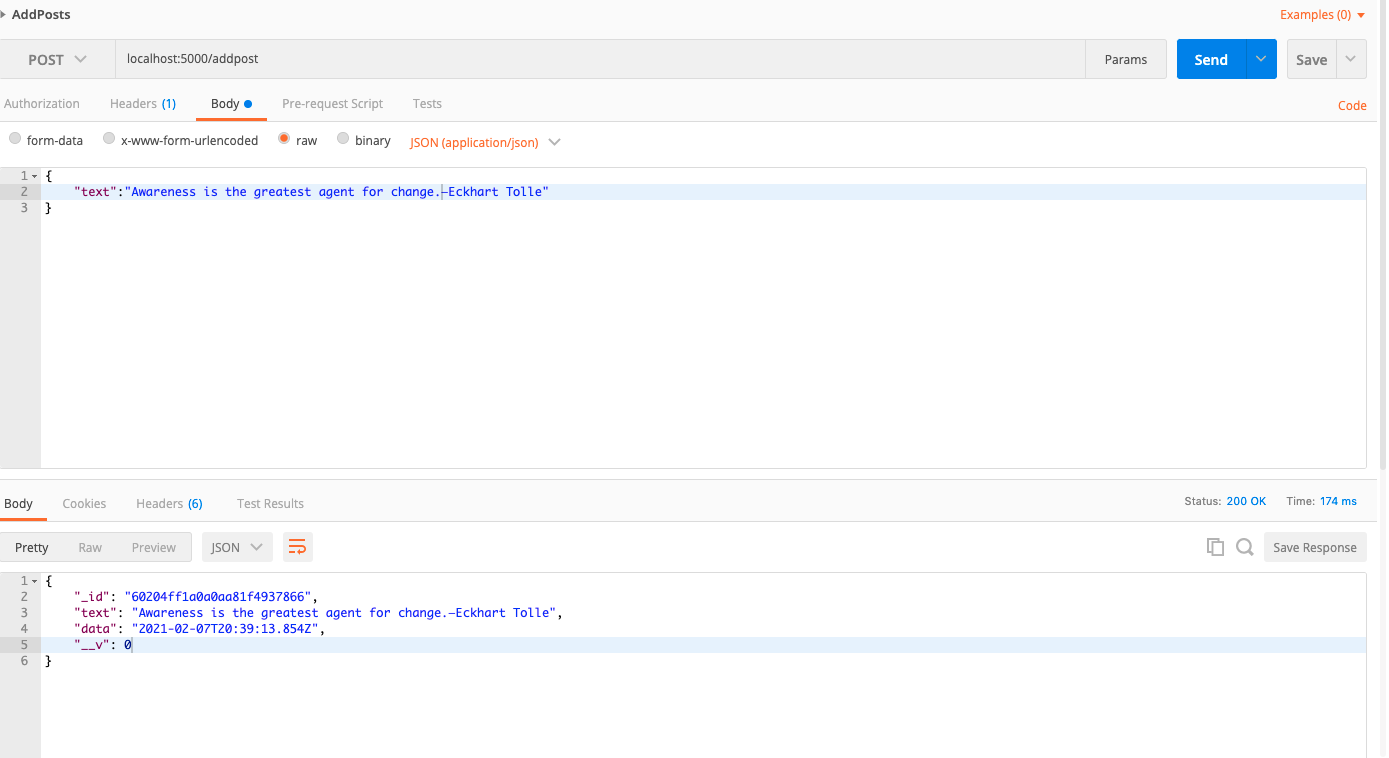 AddPosts
Examples (0)
POST localhost:5000/addpost Params Send Save
Authorization Headers (1) Body Pre-request Script Tests Code
form-data x-www-form-urlencoded raw binary JSON (application/json)
1 {
2 "text":"Awareness is the greatest agent for change.—Eckhart Tolle"
3 }
Body Cookies Headers (6) Test Results Status: 200 OK Time: 174 ms
Pretty Raw Preview JSON Save Response
1 {
2 "_id": "60204ff1a0a0aa81f4937866",
3 "text": "Awareness is the greatest agent for change.—Eckhart Tolle",
4 "data": "2021-02-07T20:39:13.854Z",
5 "__v": 0
6 }